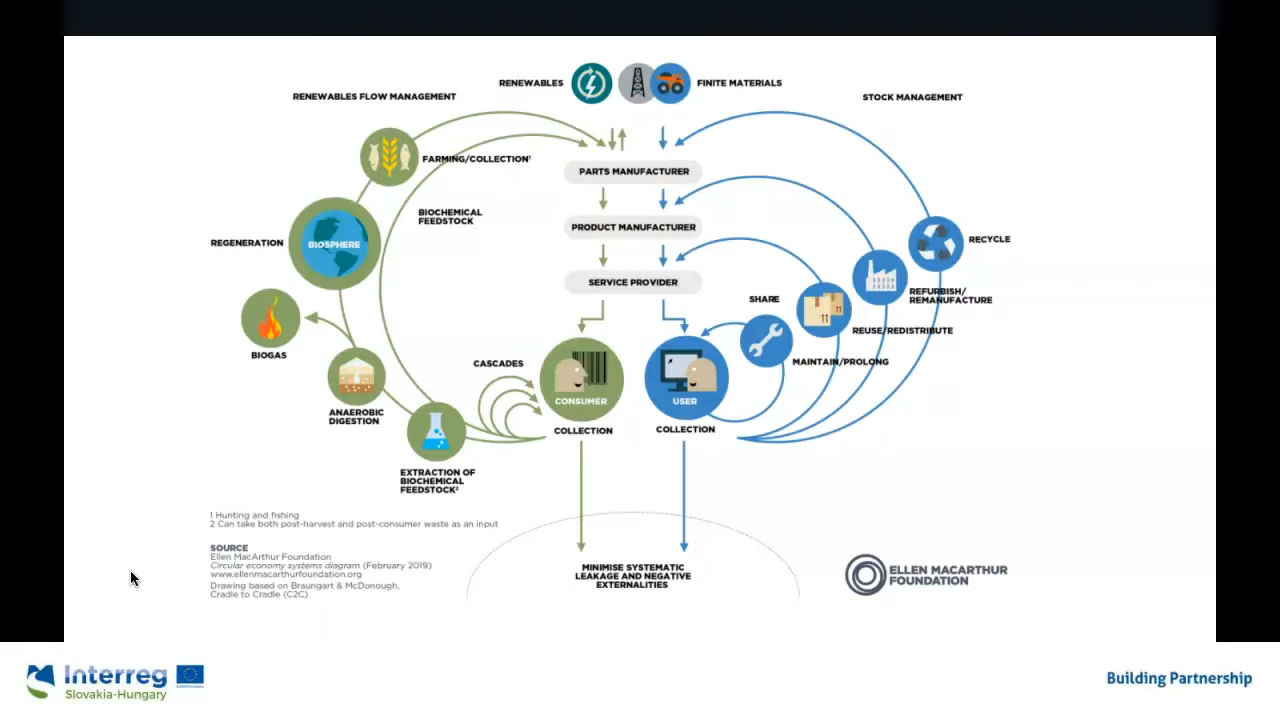 RENEWABLES
FINITE MATERIALS
RENEWABLES FLOW MANAGEMENT
STOCK MANAGEMENT
FARMING/COLLECTION¹
PARTS MANUFACTURER
BIOCHEMICAL
FEEDSTOCK
PRODUCT MANUFACTURER
REGENERATION
BIOSPHERE
RECYCLE
SERVICE PROVIDER
SHARE
REFURBISH/
REMANUFACTURE
REUSE/REDISTRIBUTE
BIOGAS
CASCADES
MAINTAIN/PROLONG
CONSUMER
USER
ANAEROBIC
DIGESTION
COLLECTION
COLLECTION
EXTRACTION OF
BIOCHEMICAL
FEEDSTOCK²
1 Hunting and fishing
2 Can take both post-harvest and post-consumer waste as an input
SOURCE
Ellen MacArthur Foundation
Circular economy systems diagram (February 2019)
www.ellenmacarthurfoundation.org
Drawing based on Braungart & McDonough,
Cradle to Cradle (C2C)
MINIMISE SYSTEMATIC
LEAKAGE AND NEGATIVE
EXTERNALITIES
ELLEN MACARTHUR
FOUNDATION
Interreg
Slovakia-Hungary
Building Partnership